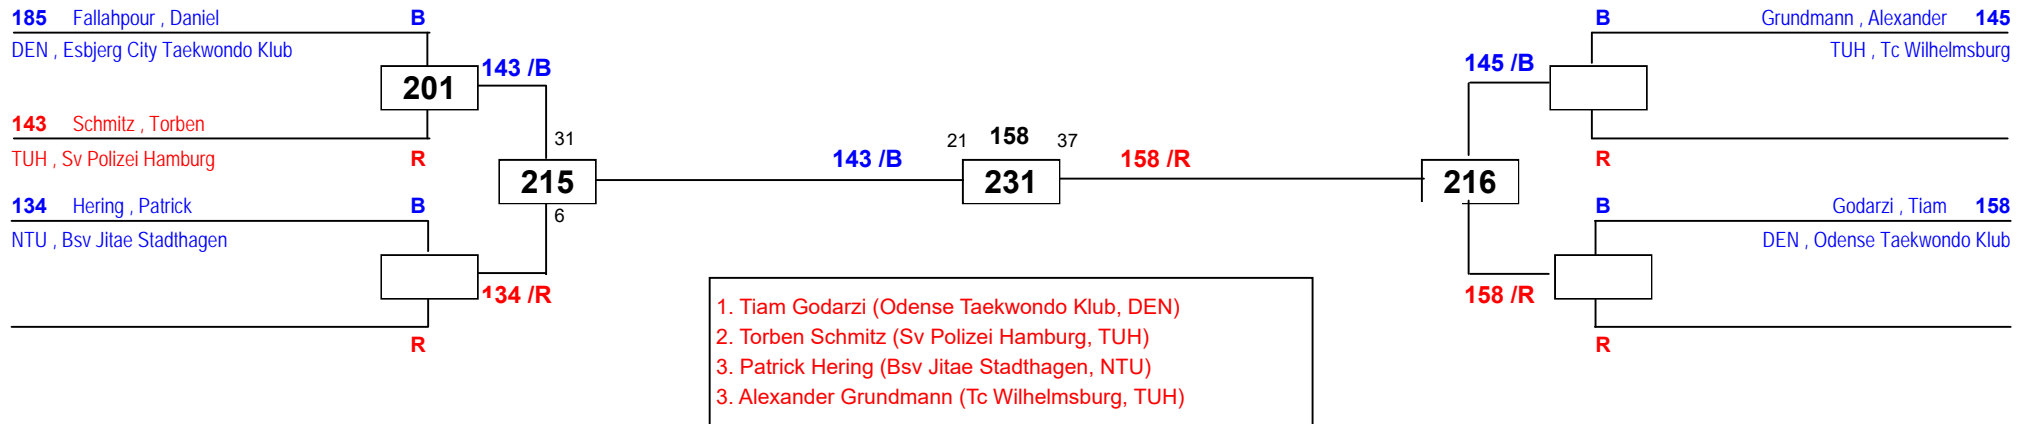 185 Fallahpour , Daniel B
DEN , Esbjerg City Taekwondo Klub
201
143 /B
143 Schmitz , Torben
TUH , Sv Polizei Hamburg R
31
215
6
134 Hering , Patrick B
NTU , Bsv Jitae Stadthagen
134 /R
R
143 /B
21 158 37
231
158 /R
B Grundmann , Alexander 145
TUH , Tc Wilhelmsburg
145 /B
R
216
B Godarzi , Tiam 158
DEN , Odense Taekwondo Klub
158 /R
R
1. Tiam Godarzi (Odense Taekwondo Klub, DEN)
2. Torben Schmitz (Sv Polizei Hamburg, TUH)
3. Patrick Hering (Bsv Jitae Stadthagen, NTU)
3. Alexander Grundmann (Tc Wilhelmsburg, TUH)